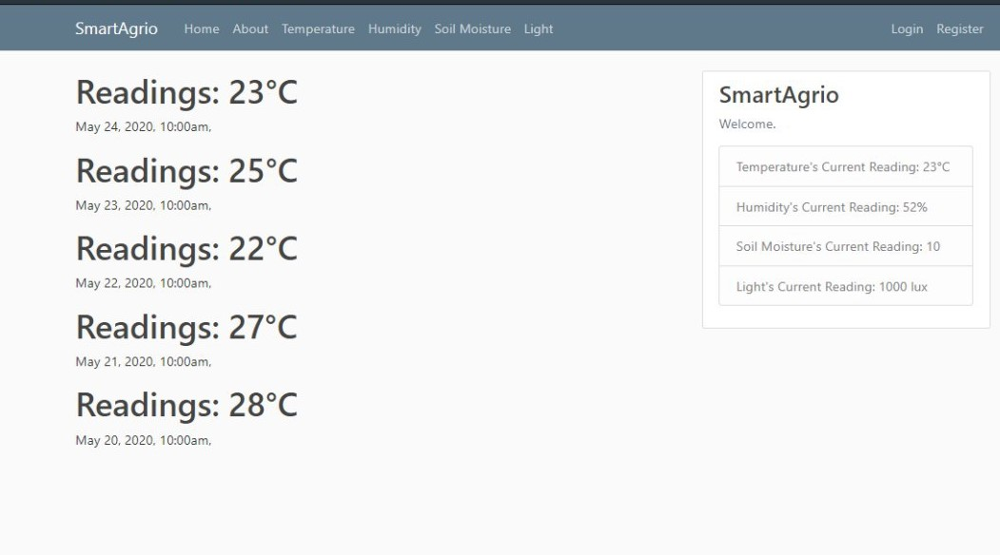 SmartAgrio Home About Temperature Humidity Soil Moisture Light Login Register
Readings: 23°C
May 24, 2020, 10:00am,
Readings: 25°C
May 23, 2020, 10:00am,
Readings: 22°C
May 22, 2020, 10:00am,
Readings: 27°C
May 21, 2020, 10:00am,
Readings: 28°C
May 20, 2020, 10:00am,
SmartAgrio
Welcome.
Temperature's Current Reading: 23°C
Humidity's Current Reading: 52%
Soil Moisture's Current Reading: 10
Light's Current Reading: 1000 lux